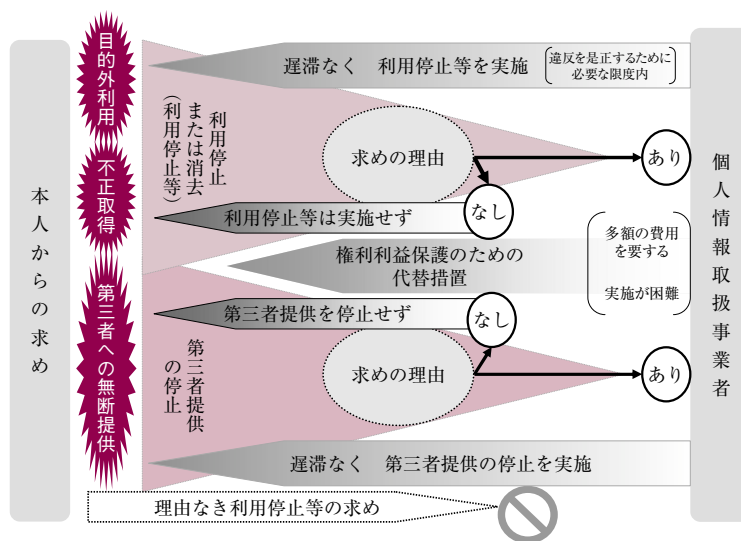 本人からの求め
目的外利用
不正取得
第三者への無断提供
利用停止
または消去
(利用停止等)
遅滞なく 利用停止等を実施
違反を是正するために
必要な限度内
求めの理由
あり
なし
利用停止等は実施せず
権利利益保護のための
代替措置
多額の費用
を要する
実施が困難
第三者提供を停止せず
なし
第三者提供
の停止
求めの理由
あり
遅滞なく 第三者提供の停止を実施
理由なき利用停止等の求め
個人情報取扱事業者